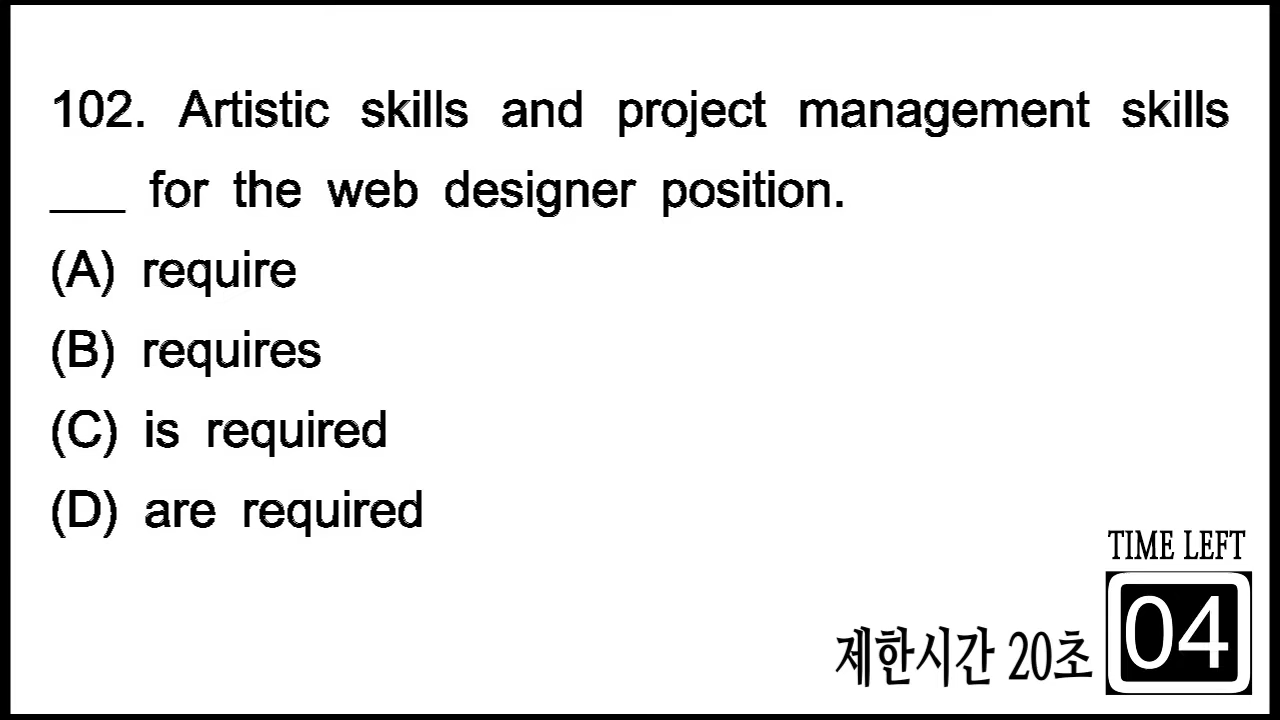 102. Artistic skills and project management skills
___ for the web designer position.
(A) require
(B) requires
(C) is required
(D) are required
TIME LEFT
제한시간 20초
04